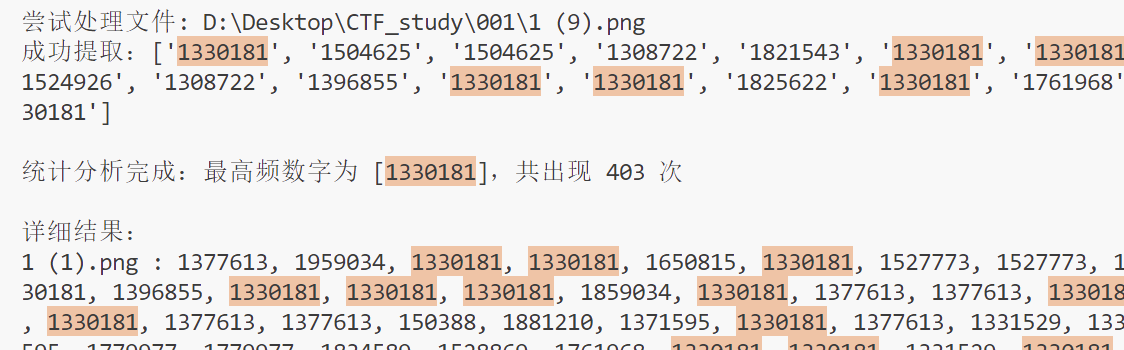 尝试处理文件: D:\Desktop\CTF_study\001\1 (9).png
成功提取: ['1330181', '1504625', '1504625', '1308722', '1821543', '1330181', '1330181
1524926', '1308722', '1396855', '1330181', '1330181', '1825622', '1330181', '1761968'
30181']
统计分析完成: 最高频数字为 [1330181], 共出现 403 次
详细结果:
1 (1).png : 1377613, 1959034, 1330181, 1330181, 1650815, 1330181, 1527773, 1527773, 1
30181, 1396855, 1330181, 1330181, 1330181, 1859034, 1330181, 1377613, 1377613, 133018
, 1330181, 1377613, 1377613, 150388, 1881210, 1371595, 1330181, 1377613, 1331529, 133